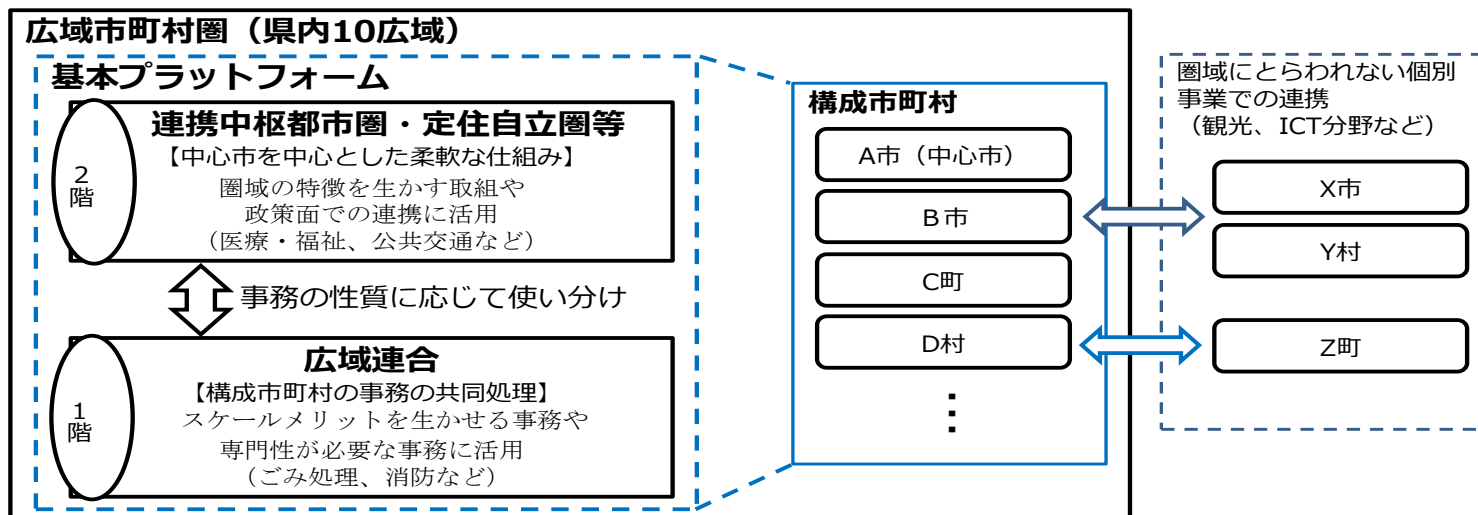 広域市町村圏（県内10広域）
基本プラットフォーム
2
階
連携中枢都市圏・定住自立圏等
【中心市を中心とした柔軟な仕組み】
圏域の特徴を生かす取組や
政策面での連携に活用
（医療・福祉、公共交通など）
事務の性質に応じて使い分け
1
階
広域連合
【構成市町村の事務の共同処理】
スケールメリットを生かせる事務や
専門性が必要な事務に活用
（ごみ処理、消防など）
構成市町村
A市（中心市）
B市
C町
D村
⋮
圏域にとらわれない個別
事業での連携
（観光、ICT分野など）
X市
Y村
Z町